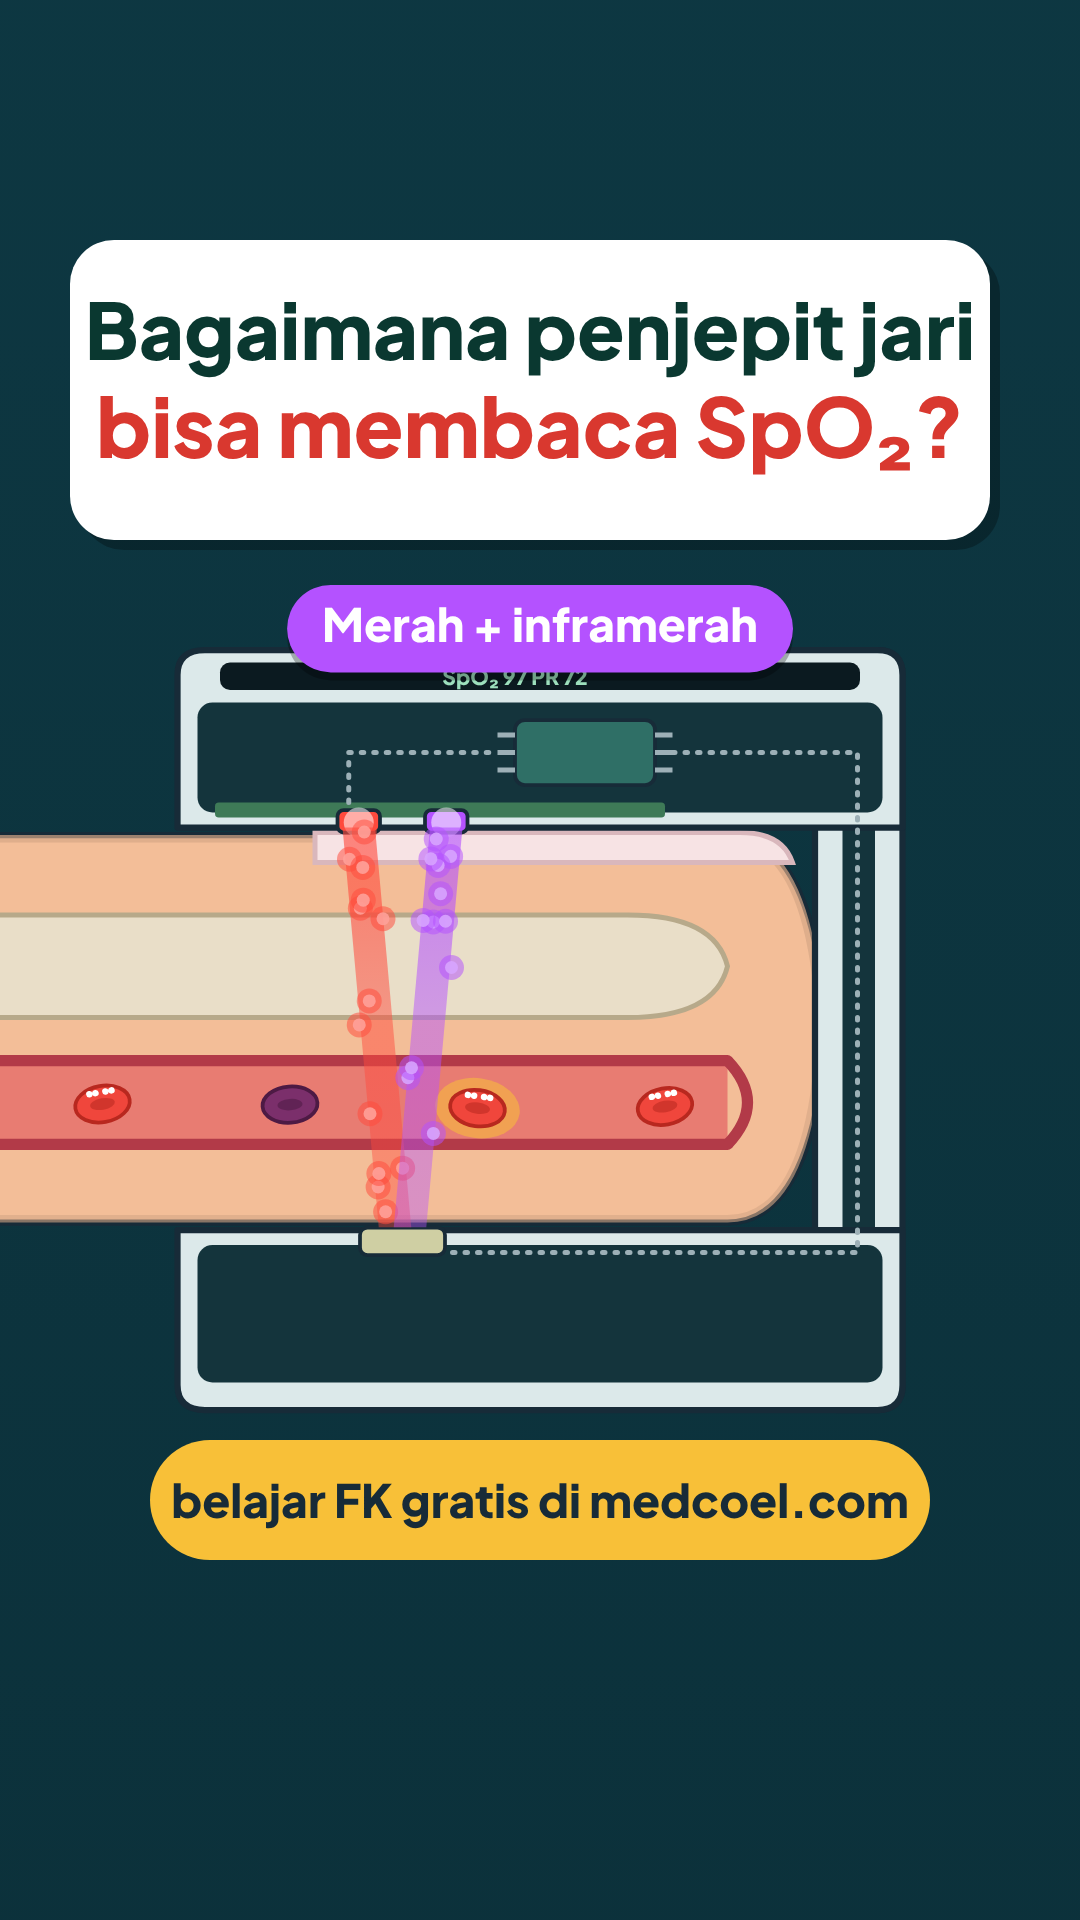 Bagaimana penjepit jari
bisa membaca SpO₂?
Merah + inframerah
SpO₂ 97 PR 72
belajar FK gratis di medcoel.com